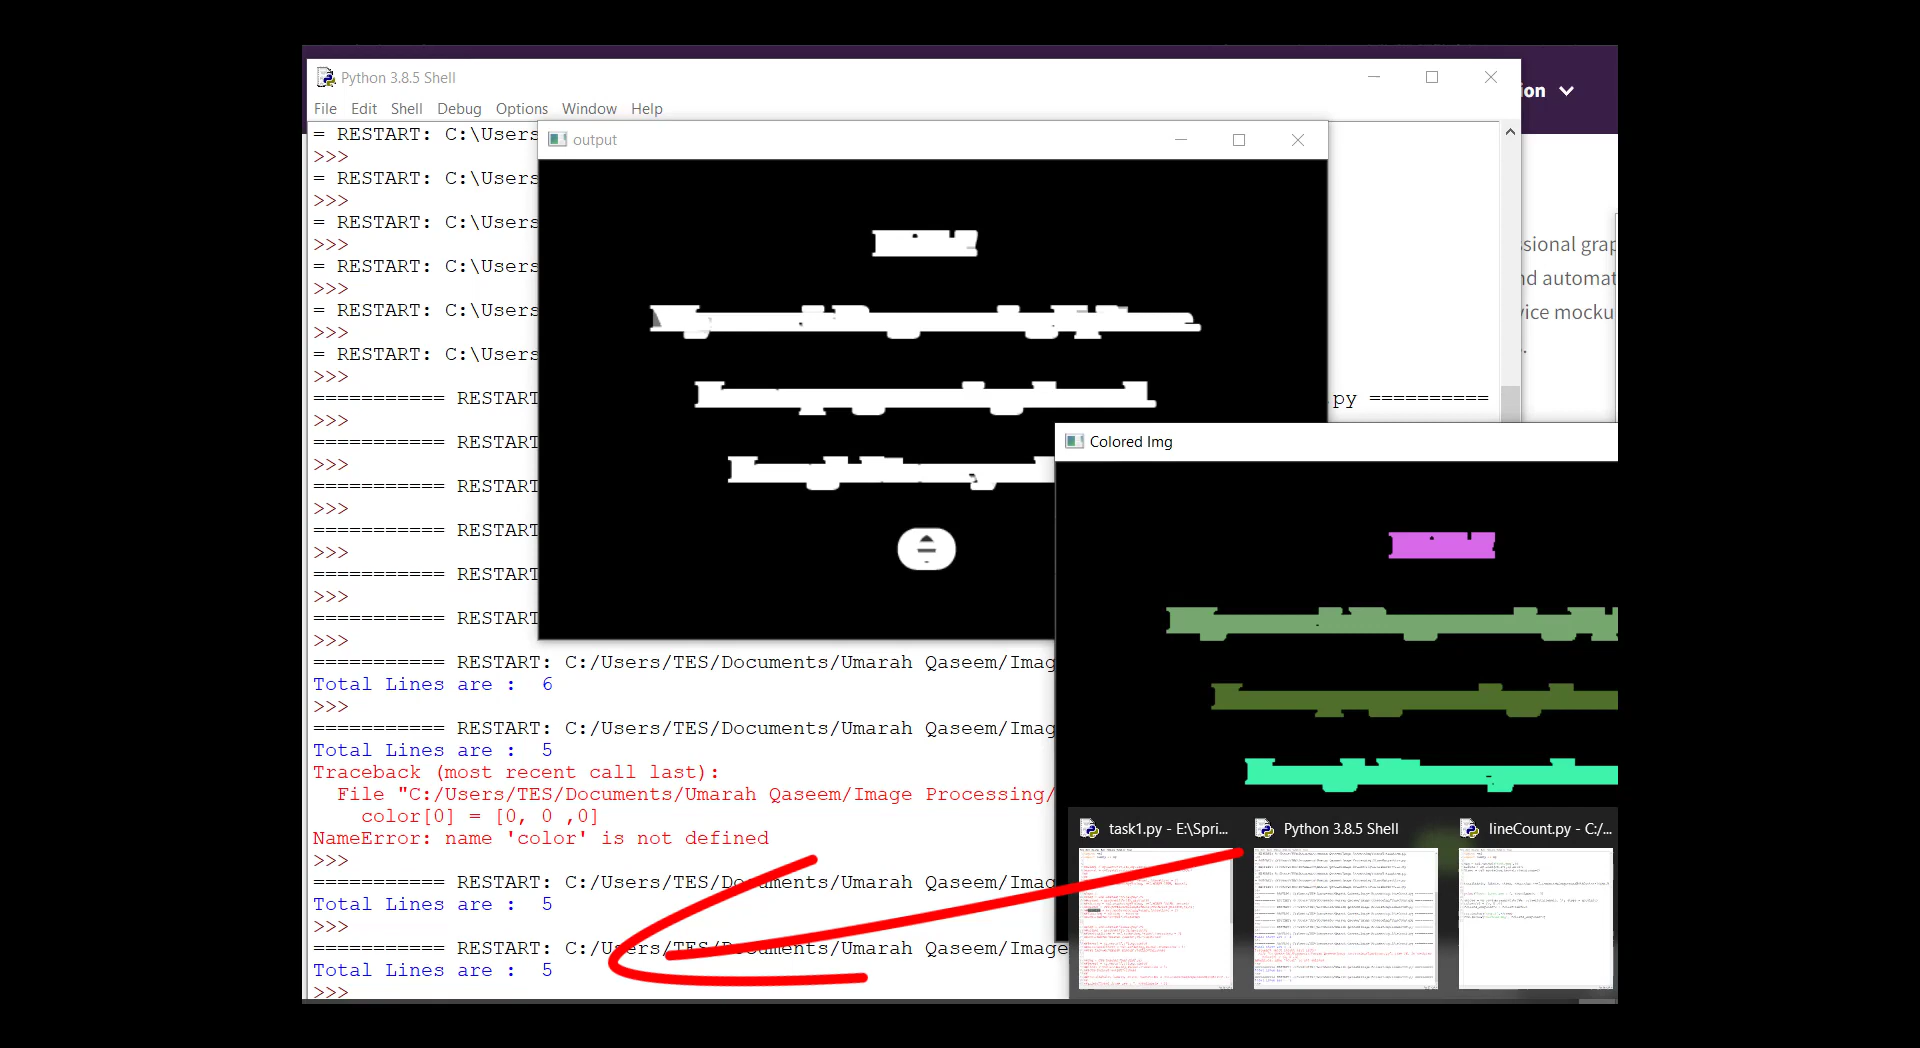 Python 3.8.5 Shell
ion
File Edit Shell Debug Options Window Help
= RESTART: C:\Users
>>>
= RESTART: C:\Users
>>>
= RESTART: C:\Users
>>>
= RESTART: C:\Users
>>>
= RESTART: C:\Users
>>>
= RESTART: C:\Users
>>>
=========== RESTART
.py ==========
>>>
=========== RESTART
>>>
=========== RESTART
>>>
=========== RESTART
>>>
=========== RESTART
>>>
=========== RESTART
>>>
=========== RESTART: C:/Users/TES/Documents/Umarah Qaseem/Imag
Total Lines are :  6
>>>
=========== RESTART: C:/Users/TES/Documents/Umarah Qaseem/Imag
Total Lines are :  5
Traceback (most recent call last):
  File "C:/Users/TES/Documents/Umarah Qaseem/Image Processing/
    color[0] = [0, 0 ,0]
NameError: name 'color' is not defined
>>>
=========== RESTART: C:/Users/TES/Documents/Umarah Qaseem/Imag
Total Lines are :  5
>>>
=========== RESTART: C:/Users/TES/Documents/Umarah Qaseem/Image
Total Lines are :  5
>>>
output
ssional grap
nd automat
vice mocku
.
Colored Img
task1.py - E:\Spri...
Python 3.8.5 Shell
lineCount.py - C:/...